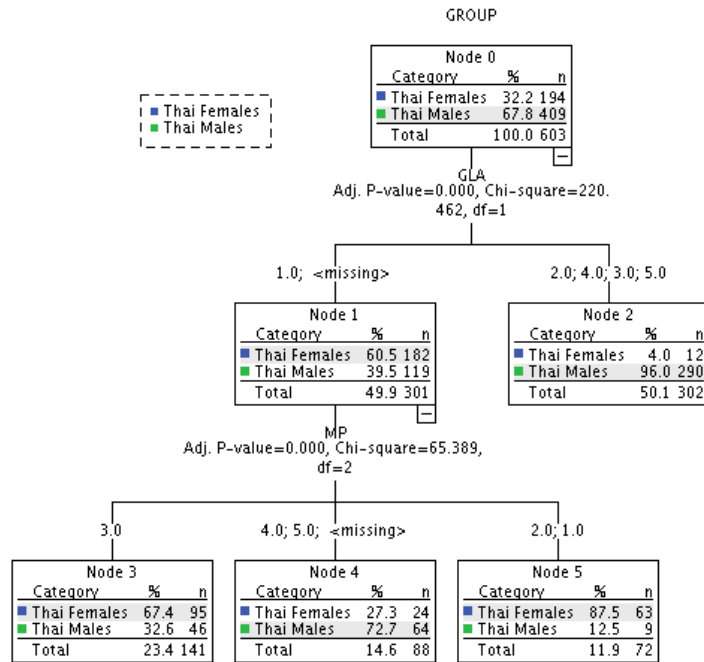 GROUP
Node 0
Category % n
Thai Females 32.2 194
Thai Males 67.8 409
Total 100.0 603
Thai Females
Thai Males
GLA
Adj. P-value=0.000, Chi-square=220.
462, df=1
1.0; <missing>
2.0; 4.0; 3.0; 5.0
Node 1
Category % n
Thai Females 60.5 182
Thai Males 39.5 119
Total 49.9 301
Node 2
Category % n
Thai Females 4.0 12
Thai Males 96.0 290
Total 50.1 302
MP
Adj. P-value=0.000, Chi-square=65.389,
df=2
3.0
4.0; 5.0; <missing>
2.0; 1.0
Node 3
Category % n
Thai Females 67.4 95
Thai Males 32.6 46
Total 23.4 141
Node 4
Category % n
Thai Females 27.3 24
Thai Males 72.7 64
Total 14.6 88
Node 5
Category % n
Thai Females 87.5 63
Thai Males 12.5 9
Total 11.9 72